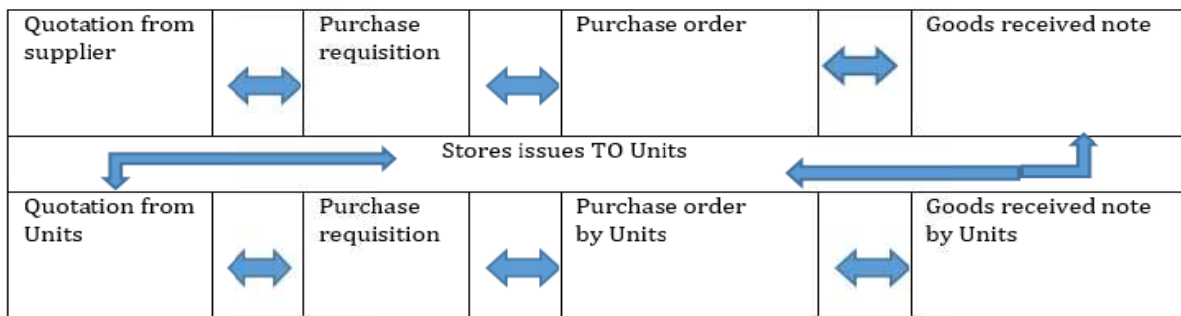 Quotation from
supplier
Purchase
requisition
Purchase order
Goods received note
Stores issues TO Units
Quotation from
Units
Purchase
requisition
Purchase order
by Units
Goods received note
by Units